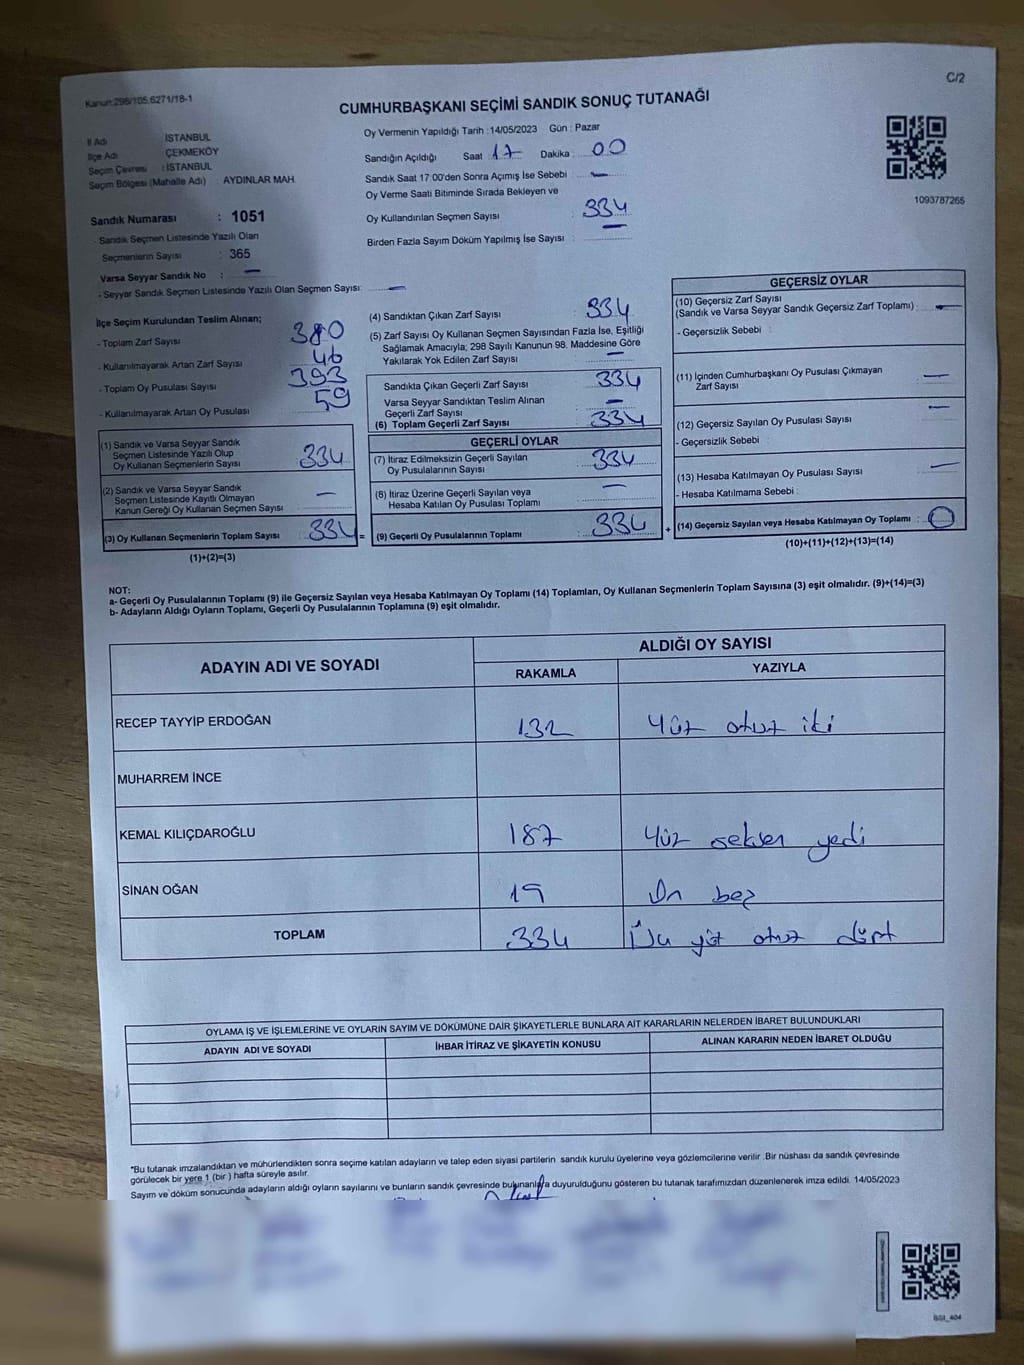 C/2
Kanun:298/105,6271/18-1
CUMHURBAŞKANI SEÇİMİ SANDIK SONUÇ TUTANAĞI
İl Adı İSTANBUL
İlçe Adı ÇEKMEKÖY
Seçim Çevresi : İSTANBUL
Seçim Bölgesi (Mahalle Adı) : AYDINLAR MAH.
Sandık Numarası : 1051
- Sandık Seçmen Listesinde Yazılı Olan
Seçmenlerin Sayısı : 365
Varsa Seyyar Sandık No : —
- Seyyar Sandık Seçmen Listesinde Yazılı Olan Seçmen Sayısı: —
Oy Vermenin Yapıldığı Tarih : 14/05/2023 Gün : Pazar
Sandığın Açıldığı Saat 17 Dakika : 00
Sandık Saat 17:00'den Sonra Açımış İse Sebebi : —
Oy Verme Saati Bitiminde Sırada Bekleyen ve
Oy Kullandırılan Seçmen Sayısı : 334
Birden Fazla Sayım Döküm Yapılmış İse Sayısı : —
1093787265
İlçe Seçim Kurulundan Teslim Alınan;
- Toplam Zarf Sayısı 380
- Kullanılmayarak Artan Zarf Sayısı 46
- Toplam Oy Pusulası Sayısı 393
- Kullanılmayarak Artan Oy Pusulası 59
(1) Sandık ve Varsa Seyyar Sandık
Seçmen Listesinde Yazılı Olup
Oy Kullanan Seçmenlerin Sayısı : 334
(2) Sandık ve Varsa Seyyar Sandık
Seçmen Listesinde Kayıtlı Olmayan
Kanun Gereği Oy Kullanan Seçmen Sayısı : —
(3) Oy Kullanan Seçmenlerin Toplam Sayısı : 334 =
(1)+(2)=(3)
(4) Sandıktan Çıkan Zarf Sayısı : 334
(5) Zarf Sayısı Oy Kullanan Seçmen Sayısından Fazla İse, Eşitliği
Sağlamak Amacıyla; 298 Sayılı Kanunun 98. Maddesine Göre
Yakılarak Yok Edilen Zarf Sayısı : —
Sandıkta Çıkan Geçerli Zarf Sayısı : 334
Varsa Seyyar Sandıktan Teslim Alınan
Geçerli Zarf Sayısı : —
(6) Toplam Geçerli Zarf Sayısı : 334
GEÇERLİ OYLAR
(7) İtiraz Edilmeksizin Geçerli Sayılan
Oy Pusulalarının Sayısı : 334
(8) İtiraz Üzerine Geçerli Sayılan veya
Hesaba Katılan Oy Pusulası Toplamı : —
(9) Geçerli Oy Pusulalarının Toplamı : 334 +
GEÇERSİZ OYLAR
(10) Geçersiz Zarf Sayısı
(Sandık ve Varsa Seyyar Sandık Geçersiz Zarf Toplamı) : —
- Geçersizlik Sebebi :
(11) İçinden Cumhurbaşkanı Oy Pusulası Çıkmayan
Zarf Sayısı —
(12) Geçersiz Sayılan Oy Pusulası Sayısı —
- Geçersizlik Sebebi
(13) Hesaba Katılmayan Oy Pusulası Sayısı —
- Hesaba Katılmama Sebebi :
(14) Geçersiz Sayılan veya Hesaba Katılmayan Oy Toplamı : 0
(10)+(11)+(12)+(13)=(14)
NOT:
a- Geçerli Oy Pusulalarının Toplamı (9) ile Geçersiz Sayılan veya Hesaba Katılmayan Oy Toplamı (14) Toplamları, Oy Kullanan Seçmenlerin Toplam Sayısına (3) eşit olmalıdır. (9)+(14)=(3)
b- Adayların Aldığı Oyların Toplamı, Geçerli Oy Pusulalarının Toplamına (9) eşit olmalıdır.
ADAYIN ADI VE SOYADI ALDIĞI OY SAYISI
RAKAMLA YAZIYLA
RECEP TAYYİP ERDOĞAN 132 Yüz otuz iki
MUHARREM İNCE
KEMAL KILIÇDAROĞLU 187 Yüz seksen yedi
SİNAN OĞAN 15 On beş
TOPLAM 334 Üç yüz otuz dört
OYLAMA İŞ VE İŞLEMLERİNE VE OYLARIN SAYIM VE DÖKÜMÜNE DAİR ŞİKAYETLERLE BUNLARA AİT KARARLARIN NELERDEN İBARET BULUNDUKLARI
ADAYIN ADI VE SOYADI İHBAR İTİRAZ VE ŞİKAYETİN KONUSU ALINAN KARARIN NEDEN İBARET OLDUĞU
*Bu tutanak imzalandıktan ve mühürlendikten sonra seçime katılan adayların ve talep eden siyasi partilerin sandık kurulu üyelerine veya gözlemcilerine verilir .Bir nüshası da sandık çevresinde
görülecek bir yere 1 (bir ) hafta süreyle asılır.
Sayım ve döküm sonucunda adayların aldığı oyların sayılarını ve bunların sandık çevresinde bulunanlara duyurulduğunu gösteren bu tutanak tarafımızdan düzenlenerek imza edildi. 14/05/2023